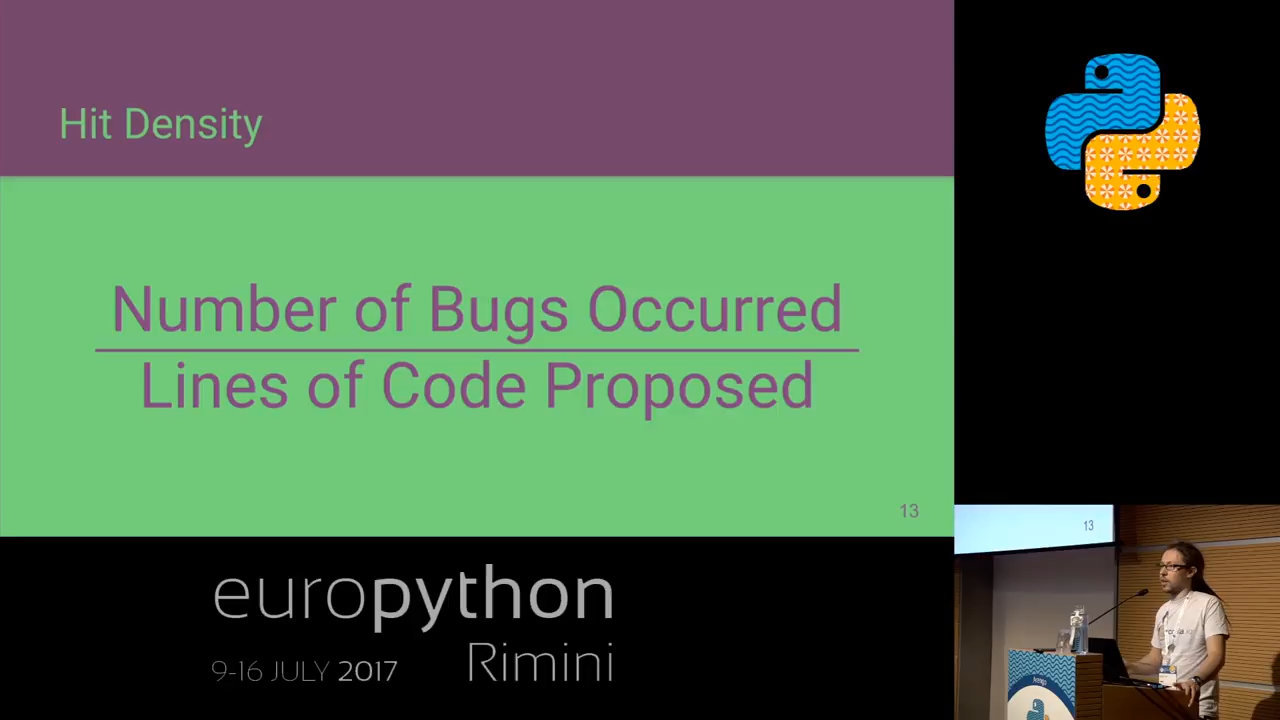 Hit Density
Number of Bugs Occurred
Lines of Code Proposed
13
13
europython
9-16 JULY 2017
Rimini